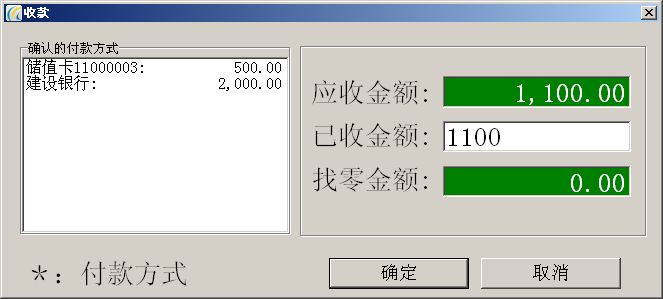 收款
确认的付款方式
储值卡11000003: 500.00
建设银行: 2,000.00
应收金额: 1,100.00
已收金额: 1100
找零金额: 0.00
*: 付款方式
确定
取消